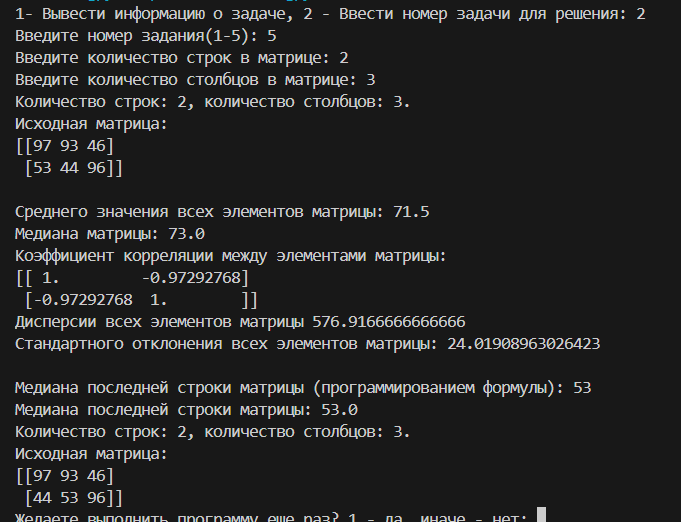 1- Вывести информацию о задаче, 2 - Ввести номер задачи для решения: 2
Введите номер задания(1-5): 5
Введите количество строк в матрице: 2
Введите количество столбцов в матрице: 3
Количество строк: 2, количество столбцов: 3.
Исходная матрица:
[[97 93 46]
 [53 44 96]]

Среднего значения всех элементов матрицы: 71.5
Медиана матрицы: 73.0
Коэффициент корреляции между элементами матрицы:
[[ 1.         -0.97292768]
 [-0.97292768  1.        ]]
Дисперсии всех элементов матрицы 576.9166666666666
Стандартного отклонения всех элементов матрицы: 24.01908963026423

Медиана последней строки матрицы (программированием формулы): 53
Медиана последней строки матрицы: 53.0
Количество строк: 2, количество столбцов: 3.
Исходная матрица:
[[97 93 46]
 [44 53 96]]
Желаете выполнить программу еще раз? 1 - да, иначе - нет: